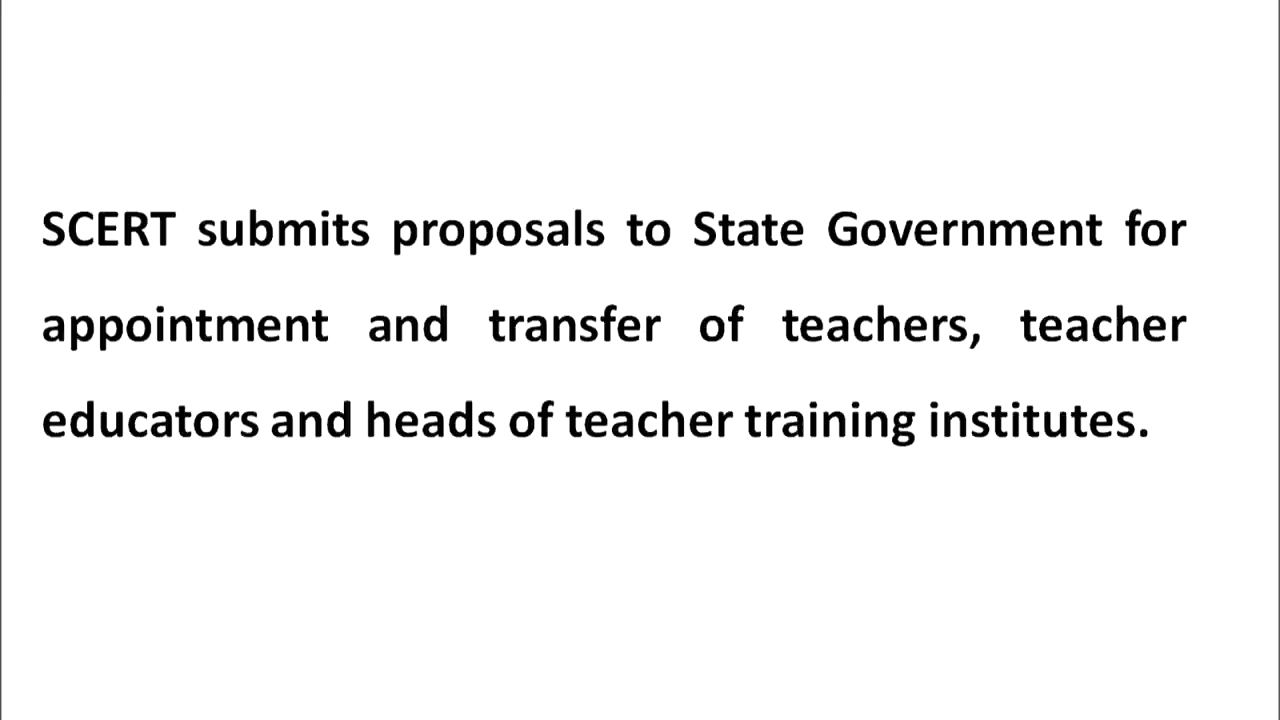 SCERT submits proposals to State Government for
appointment and transfer of teachers, teacher
educators and heads of teacher training institutes.